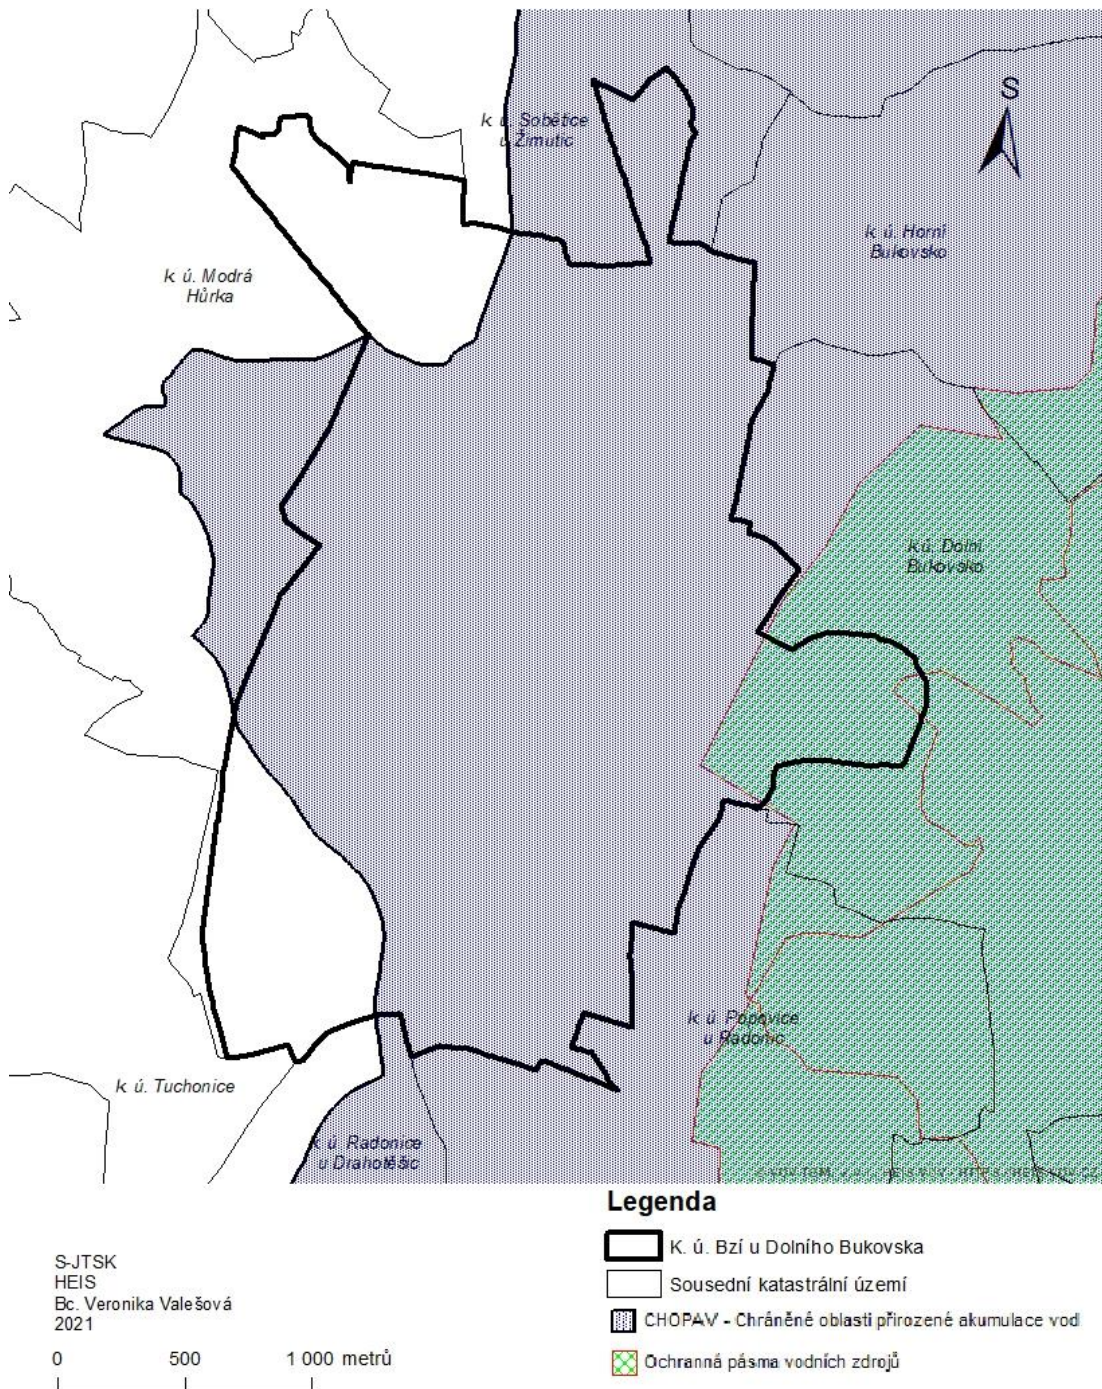 S
k. ú. Sobětice
u Žimutic
k. ú. Horní
Bukovsko
k. ú. Modrá
Hůrka
k. ú. Dolní
Bukovsko
k. ú. Popovice
u Radonic
k. ú. Tuchonice
k. ú. Radonice
u Drahotěšic
Legenda
K. ú. Bzí u Dolního Bukovska
Sousední katastrální území
CHOPAV - Chráněné oblasti přirozené akumulace vod
Ochranná pásma vodních zdrojů
S-JTSK
HEIS
Bc. Veronika Valešová
2021
0 500 1 000 metrů